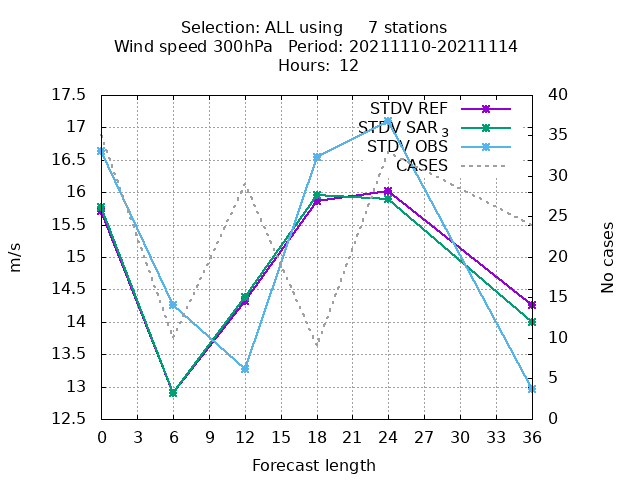 Selection: ALL using     7 stations
Wind speed 300hPa   Period: 20211110-20211114
Hours:  12
17.5
17
16.5
16
15.5
15
14.5
14
13.5
13
12.5
m/s
STDV REF
STDV SAR3
STDV OBS
CASES
40
35
30
25
20
15
10
5
0
No cases
0 3 6 9 12 15 18 21 24 27 30 33 36
Forecast length